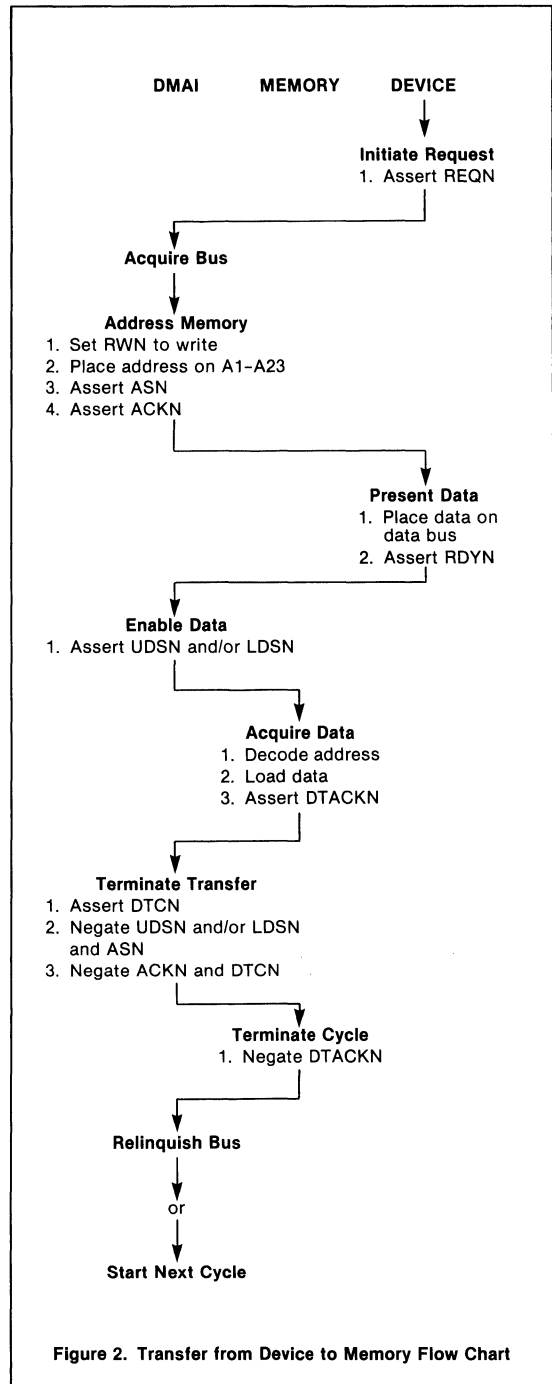 DMAI MEMORY DEVICE
Initiate Request
1. Assert REQN
Acquire Bus
Address Memory
1. Set RWN to write
2. Place address on A1–A23
3. Assert ASN
4. Assert ACKN
Present Data
1. Place data on
data bus
2. Assert RDYN
Enable Data
1. Assert UDSN and/or LDSN
Acquire Data
1. Decode address
2. Load data
3. Assert DTACKN
Terminate Transfer
1. Assert DTCN
2. Negate UDSN and/or LDSN
and ASN
3. Negate ACKN and DTCN
Terminate Cycle
1. Negate DTACKN
Relinquish Bus
or
Start Next Cycle
Figure 2. Transfer from Device to Memory Flow Chart